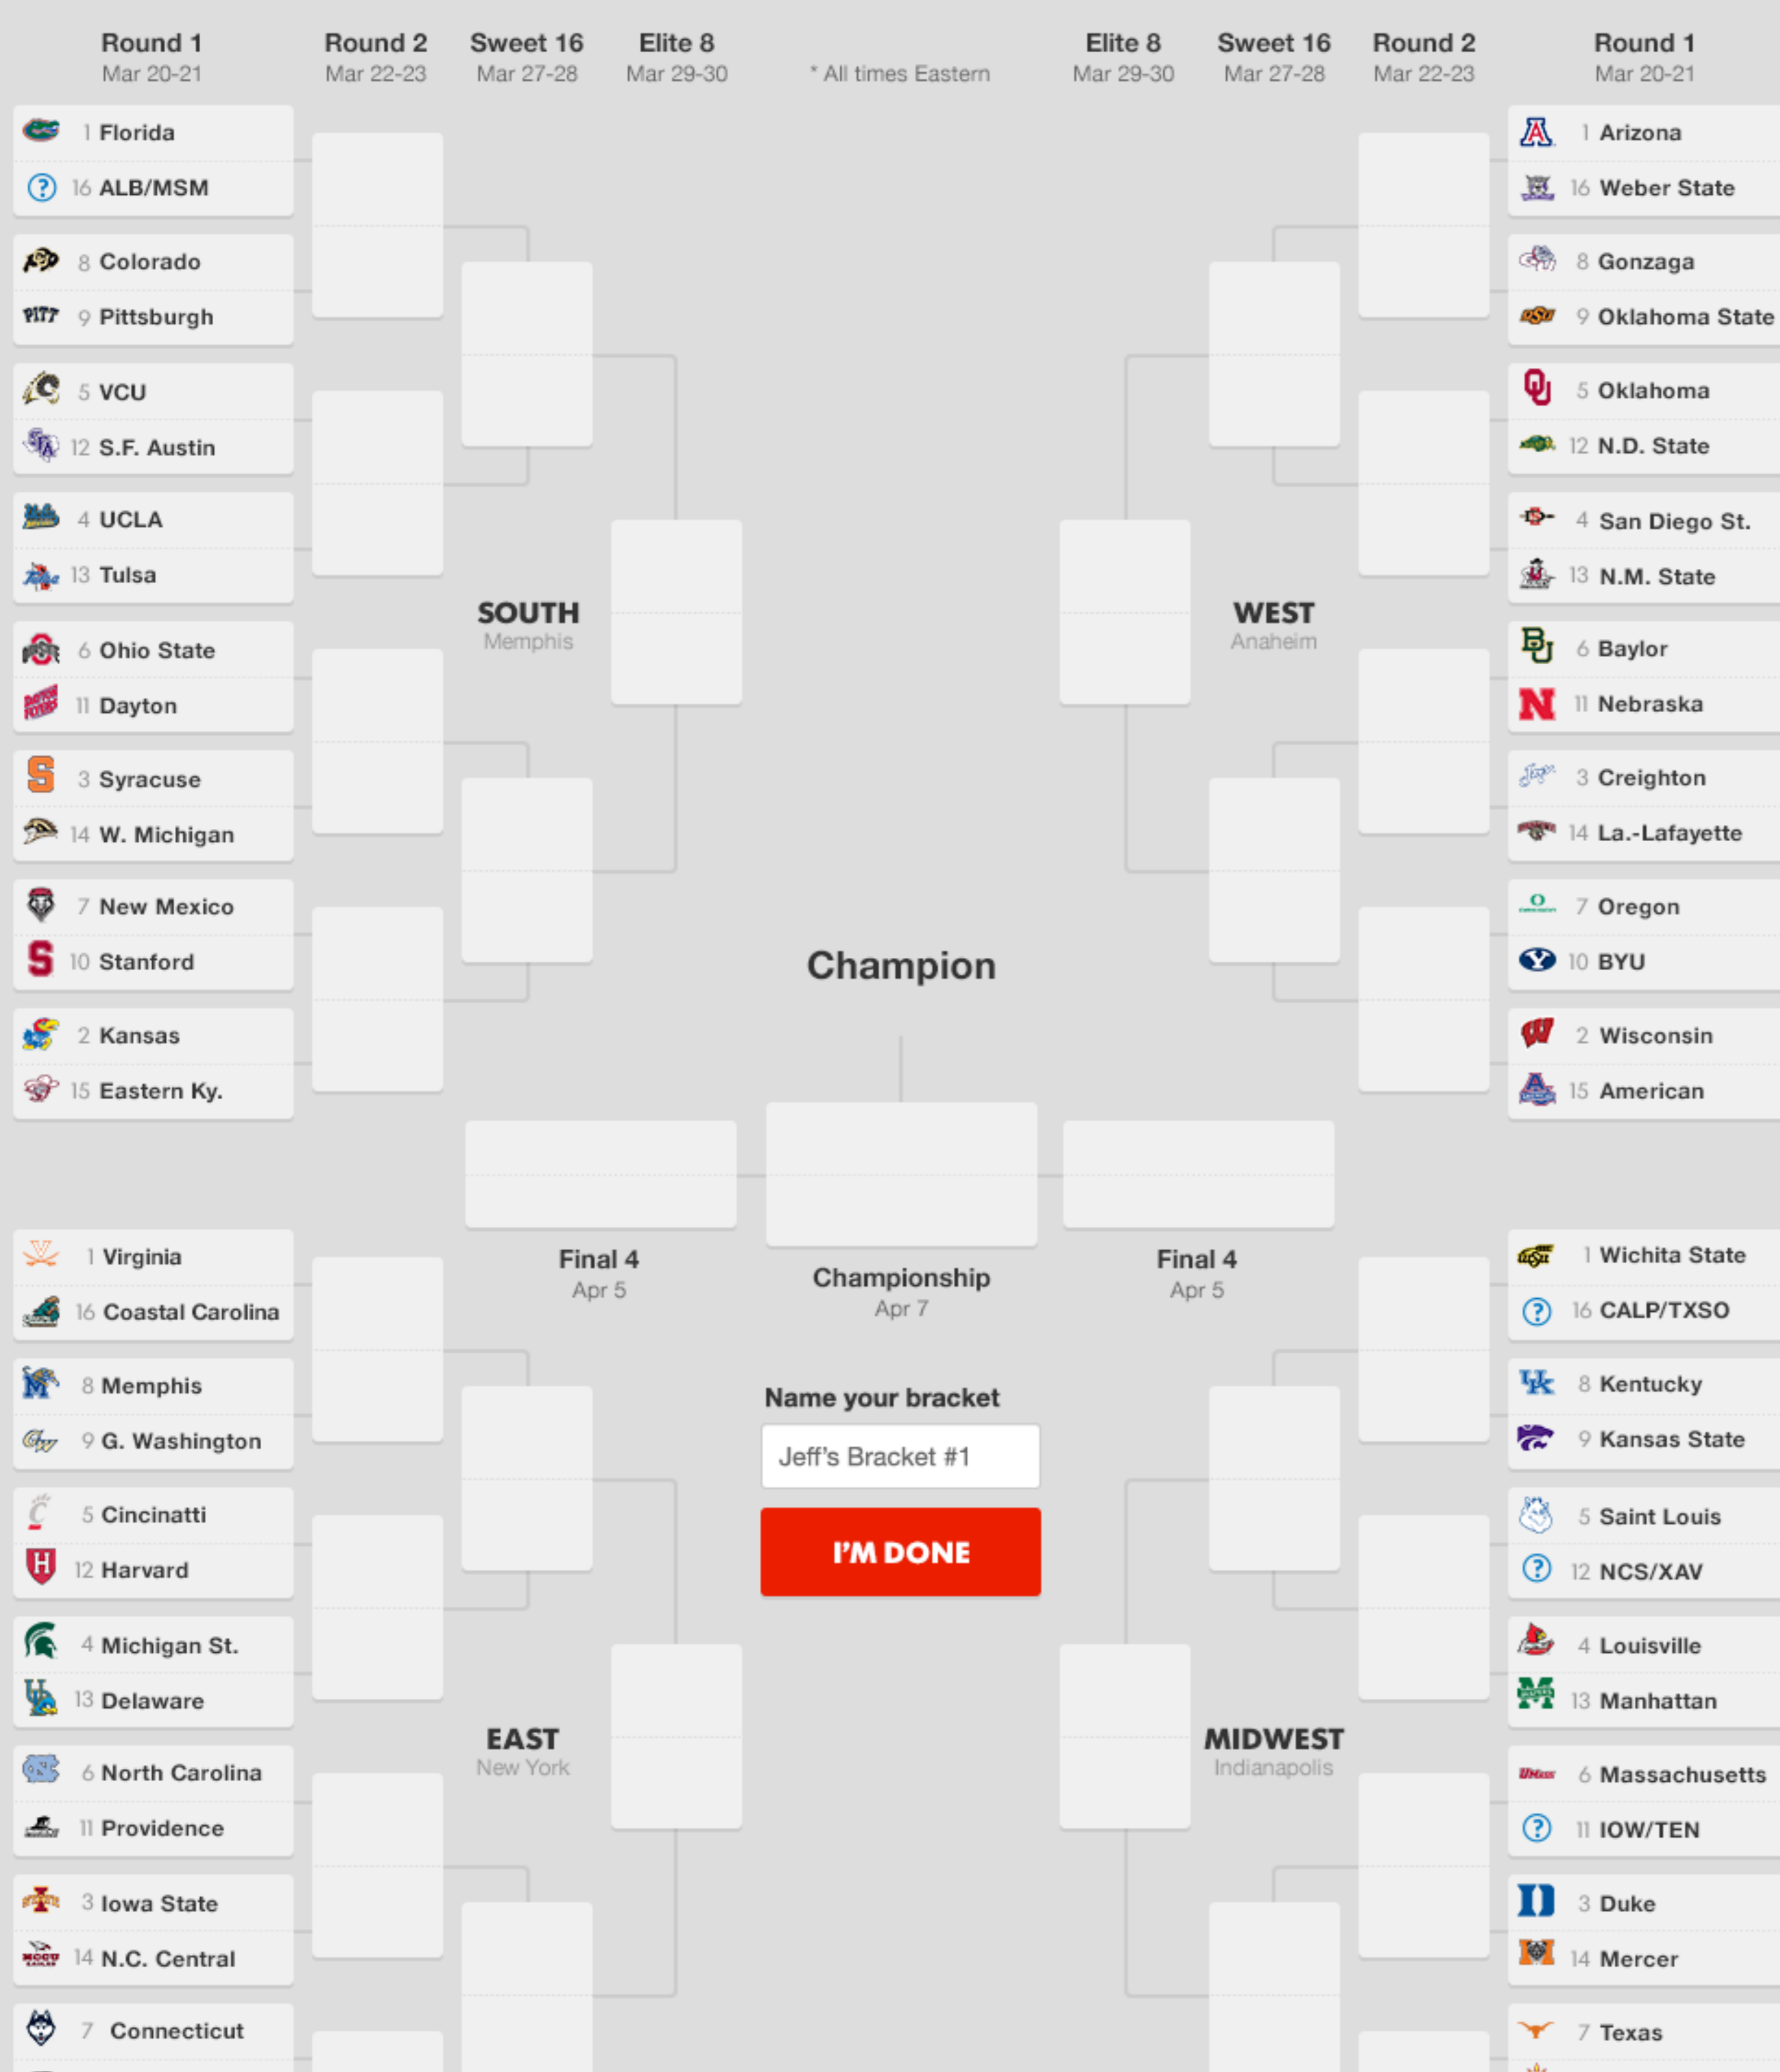 Round 1
Mar 20-21
Round 2
Mar 22-23
Sweet 16
Mar 27-28
Elite 8
Mar 29-30
* All times Eastern
Elite 8
Mar 29-30
Sweet 16
Mar 27-28
Round 2
Mar 22-23
Round 1
Mar 20-21
1 Florida
16 ALB/MSM
8 Colorado
PITT 9 Pittsburgh
5 VCU
12 S.F. Austin
4 UCLA
13 Tulsa
6 Ohio State
11 Dayton
3 Syracuse
14 W. Michigan
7 New Mexico
10 Stanford
2 Kansas
15 Eastern Ky.
SOUTH
Memphis
WEST
Anaheim
1 Arizona
16 Weber State
8 Gonzaga
9 Oklahoma State
5 Oklahoma
12 N.D. State
4 San Diego St.
13 N.M. State
6 Baylor
11 Nebraska
3 Creighton
14 La.-Lafayette
7 Oregon
10 BYU
2 Wisconsin
15 American
Champion
Final 4
Apr 5
Championship
Apr 7
Final 4
Apr 5
Name your bracket
Jeff's Bracket #1
I'M DONE
1 Virginia
16 Coastal Carolina
8 Memphis
9 G. Washington
5 Cincinatti
12 Harvard
4 Michigan St.
13 Delaware
6 North Carolina
11 Providence
3 Iowa State
14 N.C. Central
7 Connecticut
EAST
New York
MIDWEST
Indianapolis
1 Wichita State
16 CALP/TXSO
8 Kentucky
9 Kansas State
5 Saint Louis
12 NCS/XAV
4 Louisville
13 Manhattan
6 Massachusetts
11 IOW/TEN
3 Duke
14 Mercer
7 Texas